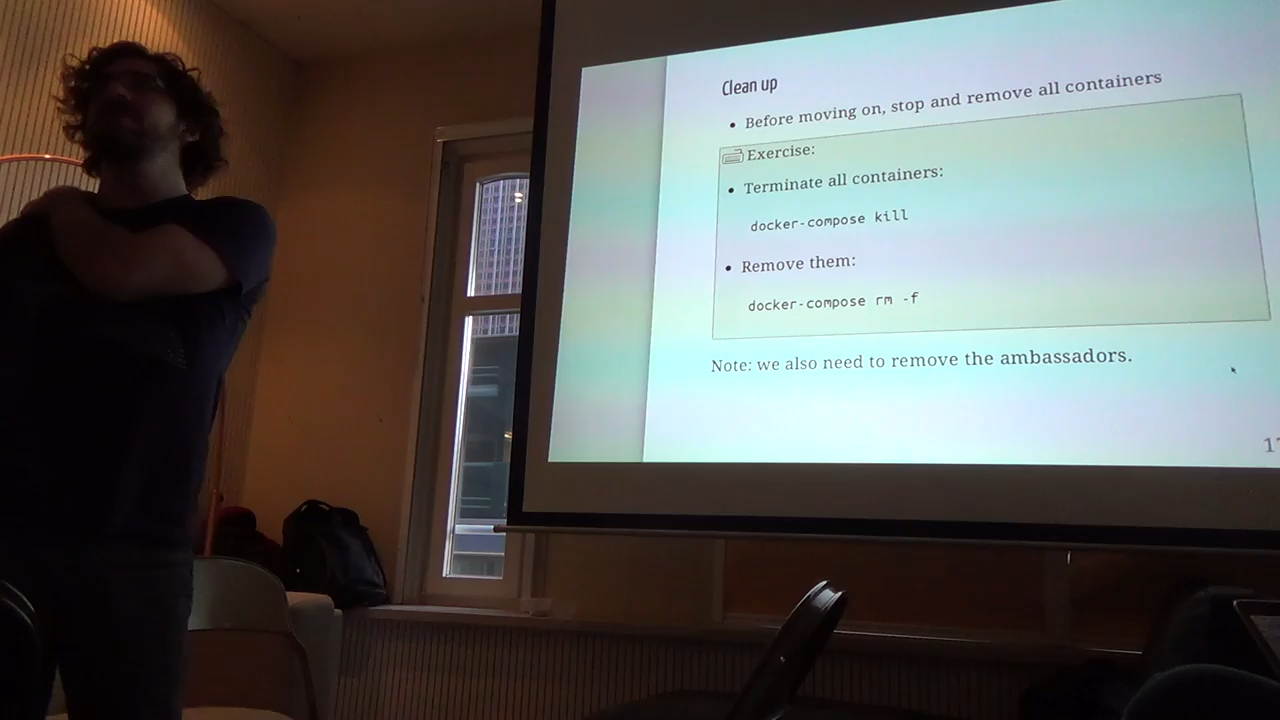 Clean up
• Before moving on, stop and remove all containers
Exercise:
• Terminate all containers:
docker-compose kill
• Remove them:
docker-compose rm -f
Note: we also need to remove the ambassadors.